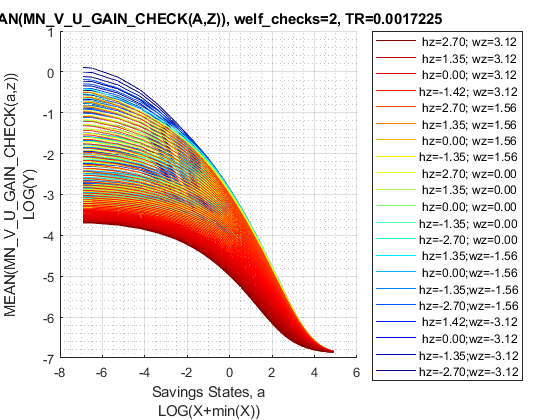 AN(MN_V_U_GAIN_CHECK(A,Z)), welf_checks=2, TR=0.0017225
MEAN(MN_V_U_GAIN_CHECK(a,z))
LOG(Y)
1
0
-1
-2
-3
-4
-5
-6
-7
-8
-6
-4
-2
0
2
4
6
Savings States, a
LOG(X+min(X))
hz=2.70; wz=3.12
hz=1.35; wz=3.12
hz=0.00; wz=3.12
hz=-1.42; wz=3.12
hz=2.70; wz=1.56
hz=1.35; wz=1.56
hz=0.00; wz=1.56
hz=-1.35; wz=1.56
hz=2.70; wz=0.00
hz=1.35; wz=0.00
hz=0.00; wz=0.00
hz=-1.35; wz=0.00
hz=-2.70; wz=0.00
hz=1.35;wz=-1.56
hz=0.00;wz=-1.56
hz=-1.35;wz=-1.56
hz=-2.70;wz=-1.56
hz=1.42;wz=-3.12
hz=0.00;wz=-3.12
hz=-1.35;wz=-3.12
hz=-2.70;wz=-3.12